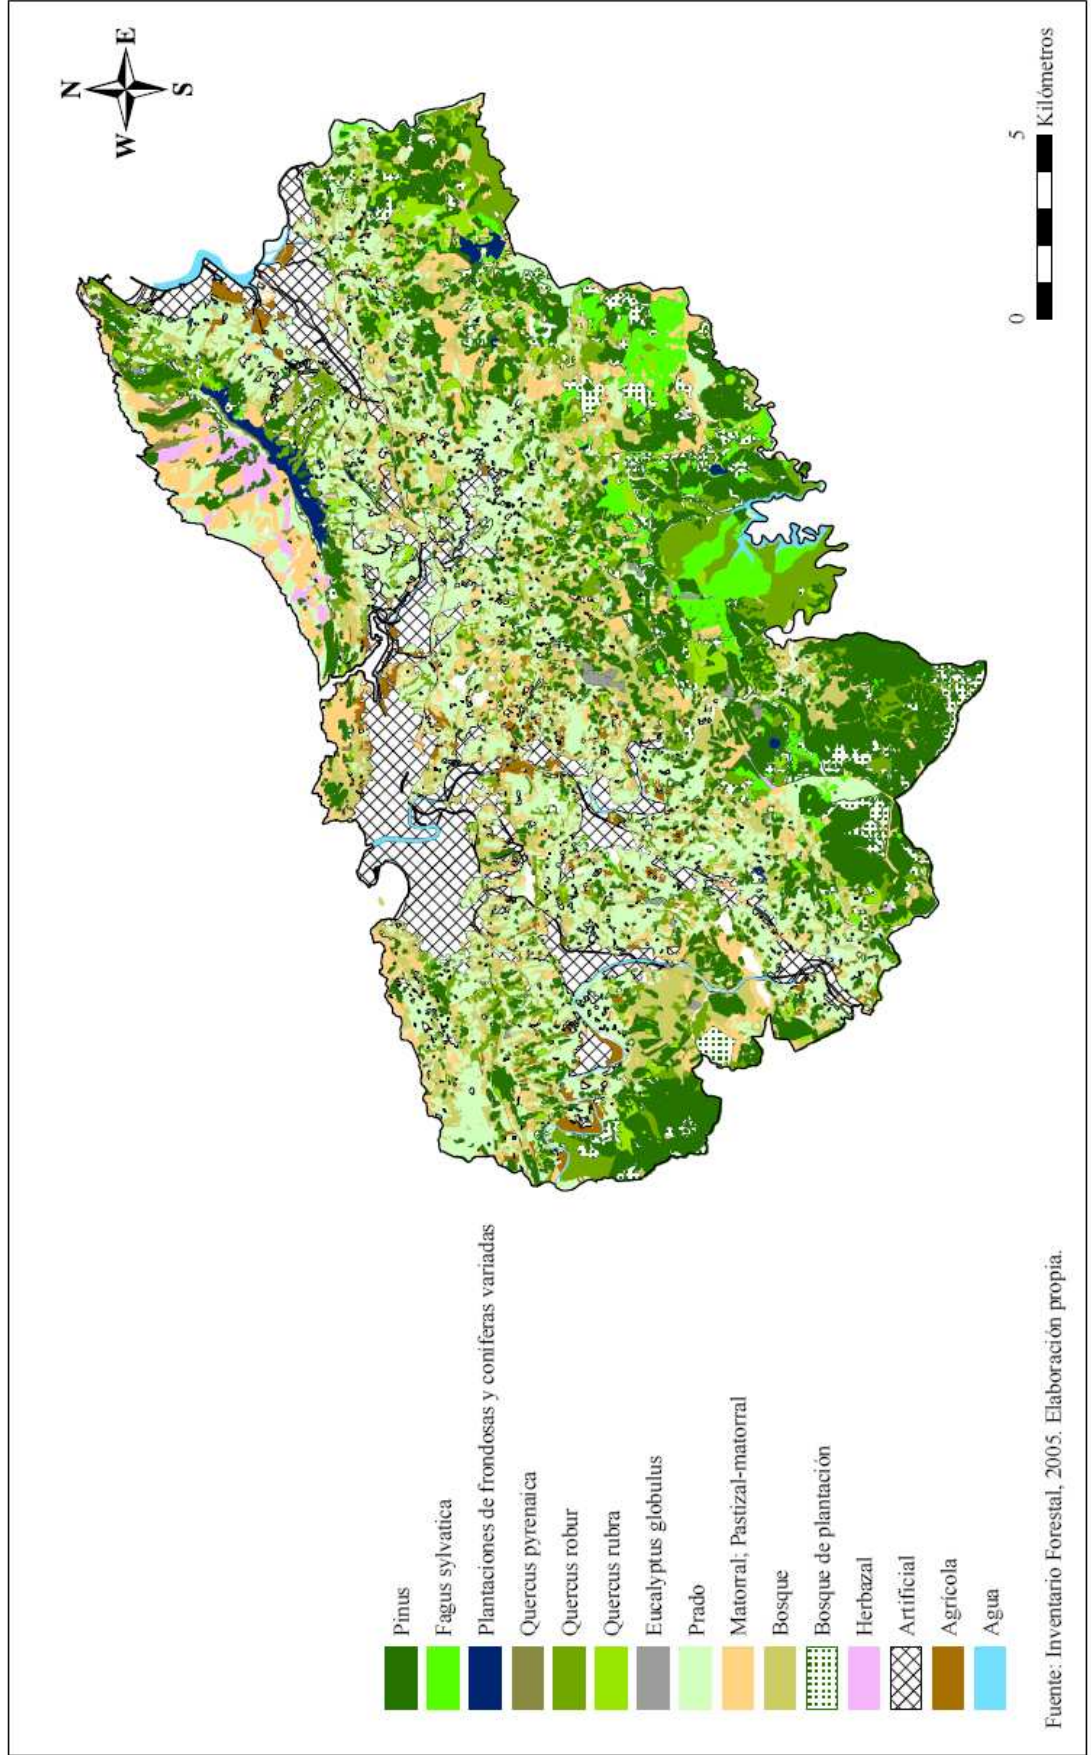 N
W
E
S
Pinus
Fagus sylvatica
Plantaciones de frondosas y coniferas variadas
Quercus pyrenaica
Quercus robur
Quercus rubra
Eucalyptus globulus
Prado
Matorral; Pastizal-matorral
Bosque
Bosque de plantación
Herbazal
Artificial
Agrícola
Agua
0
5
Kilómetros
Fuente: Inventario Forestal, 2005. Elaboración propia.